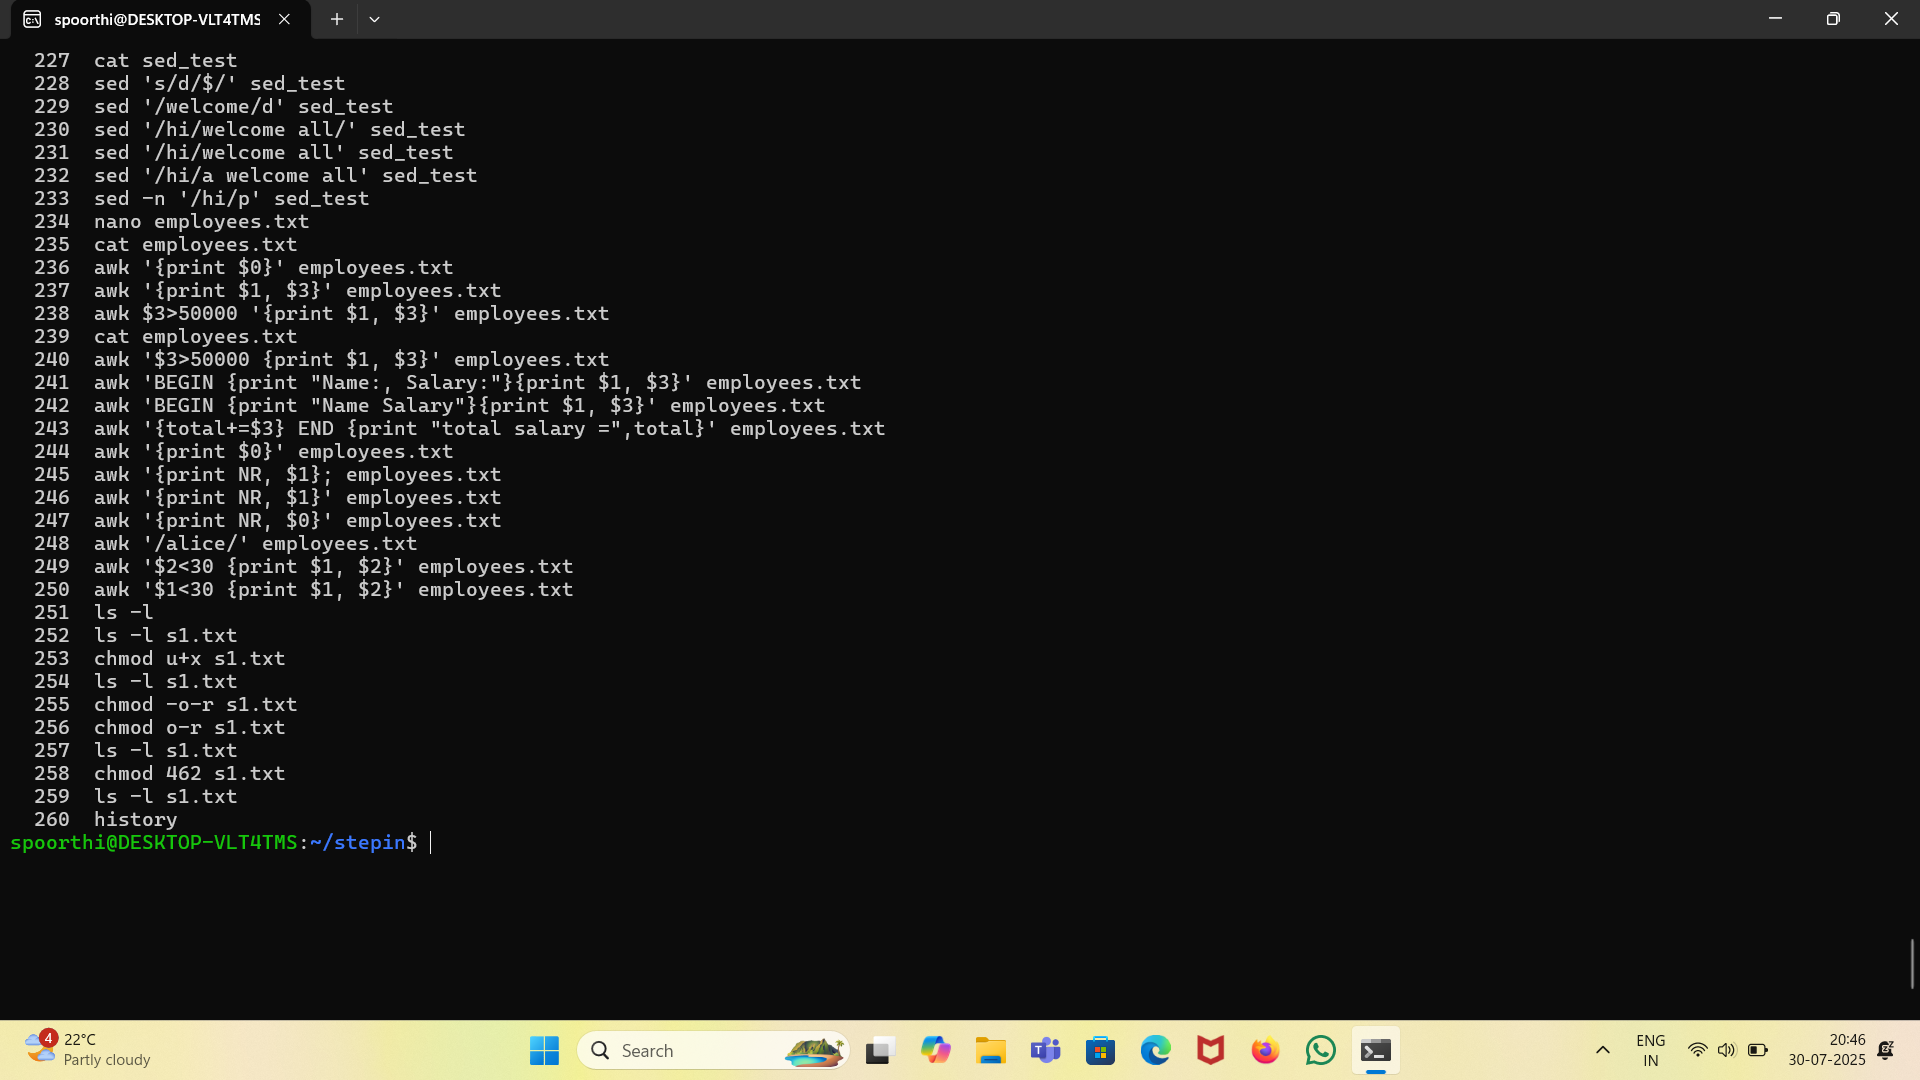 spoorthi@DESKTOP-VLT4TMS
227 cat sed_test
228 sed 's/d/$/' sed_test
229 sed '/welcome/d' sed_test
230 sed '/hi/welcome all/' sed_test
231 sed '/hi/welcome all' sed_test
232 sed '/hi/a welcome all' sed_test
233 sed -n '/hi/p' sed_test
234 nano employees.txt
235 cat employees.txt
236 awk '{print $0}' employees.txt
237 awk '{print $1, $3}' employees.txt
238 awk $3>50000 '{print $1, $3}' employees.txt
239 cat employees.txt
240 awk '$3>50000 {print $1, $3}' employees.txt
241 awk 'BEGIN {print "Name:, Salary:"}{print $1, $3}' employees.txt
242 awk 'BEGIN {print "Name Salary"}{print $1, $3}' employees.txt
243 awk '{total+=$3} END {print "total salary =",total}' employees.txt
244 awk '{print $0}' employees.txt
245 awk '{print NR, $1}; employees.txt
246 awk '{print NR, $1}' employees.txt
247 awk '{print NR, $0}' employees.txt
248 awk '/alice/' employees.txt
249 awk '$2<30 {print $1, $2}' employees.txt
250 awk '$1<30 {print $1, $2}' employees.txt
251 ls -l
252 ls -l s1.txt
253 chmod u+x s1.txt
254 ls -l s1.txt
255 chmod -o-r s1.txt
256 chmod o-r s1.txt
257 ls -l s1.txt
258 chmod 462 s1.txt
259 ls -l s1.txt
260 history
spoorthi@DESKTOP-VLT4TMS:~/stepin$
4
22°C
Partly cloudy
Search
ENG
IN
20:46
30-07-2025